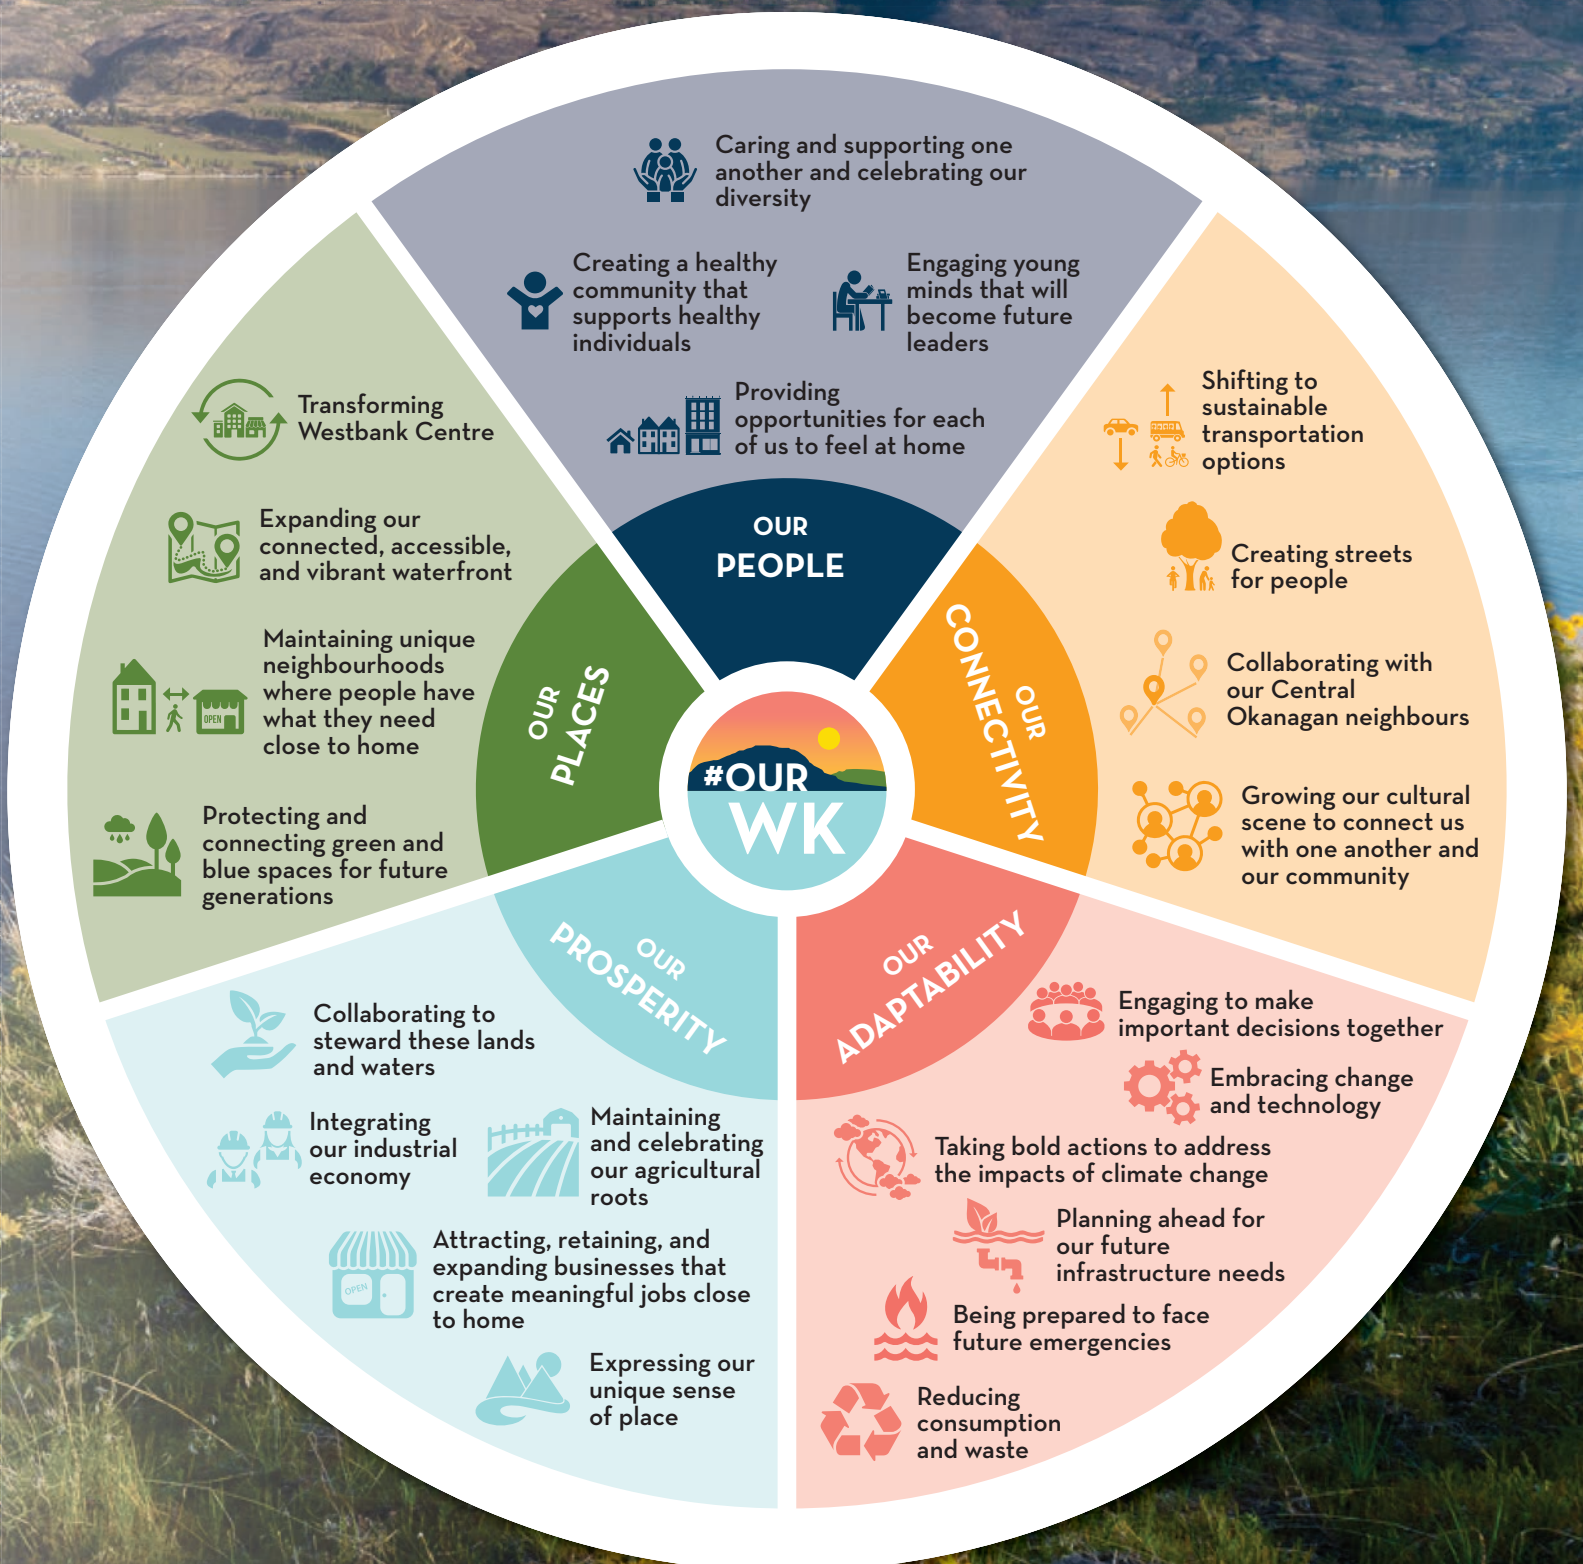 Caring and supporting one
another and celebrating our
diversity
Creating a healthy
community that
supports healthy
individuals
Engaging young
minds that will
become future
leaders
Providing
opportunities for each
of us to feel at home
OUR
PEOPLE
Shifting to
sustainable
transportation
options
Creating streets
for people
Collaborating with
our Central
Okanagan neighbours
Growing our cultural
scene to connect us
with one another and
our community
OUR
CONNECTIVITY
Engaging to make
important decisions together
Embracing change
and technology
Taking bold actions to address
the impacts of climate change
Planning ahead for
our future
infrastructure needs
Being prepared to face
future emergencies
Reducing
consumption
and waste
OUR
ADAPTABILITY
OUR
PROSPERITY
Collaborating to
steward these lands
and waters
Integrating
our industrial
economy
Maintaining
and celebrating
our agricultural
roots
OPEN
Attracting, retaining, and
expanding businesses that
create meaningful jobs close
to home
Expressing our
unique sense
of place
OUR
PLACES
Transforming
Westbank Centre
Expanding our
connected, accessible,
and vibrant waterfront
OPEN
Maintaining unique
neighbourhoods
where people have
what they need
close to home
Protecting and
connecting green and
blue spaces for future
generations
#OUR
WK